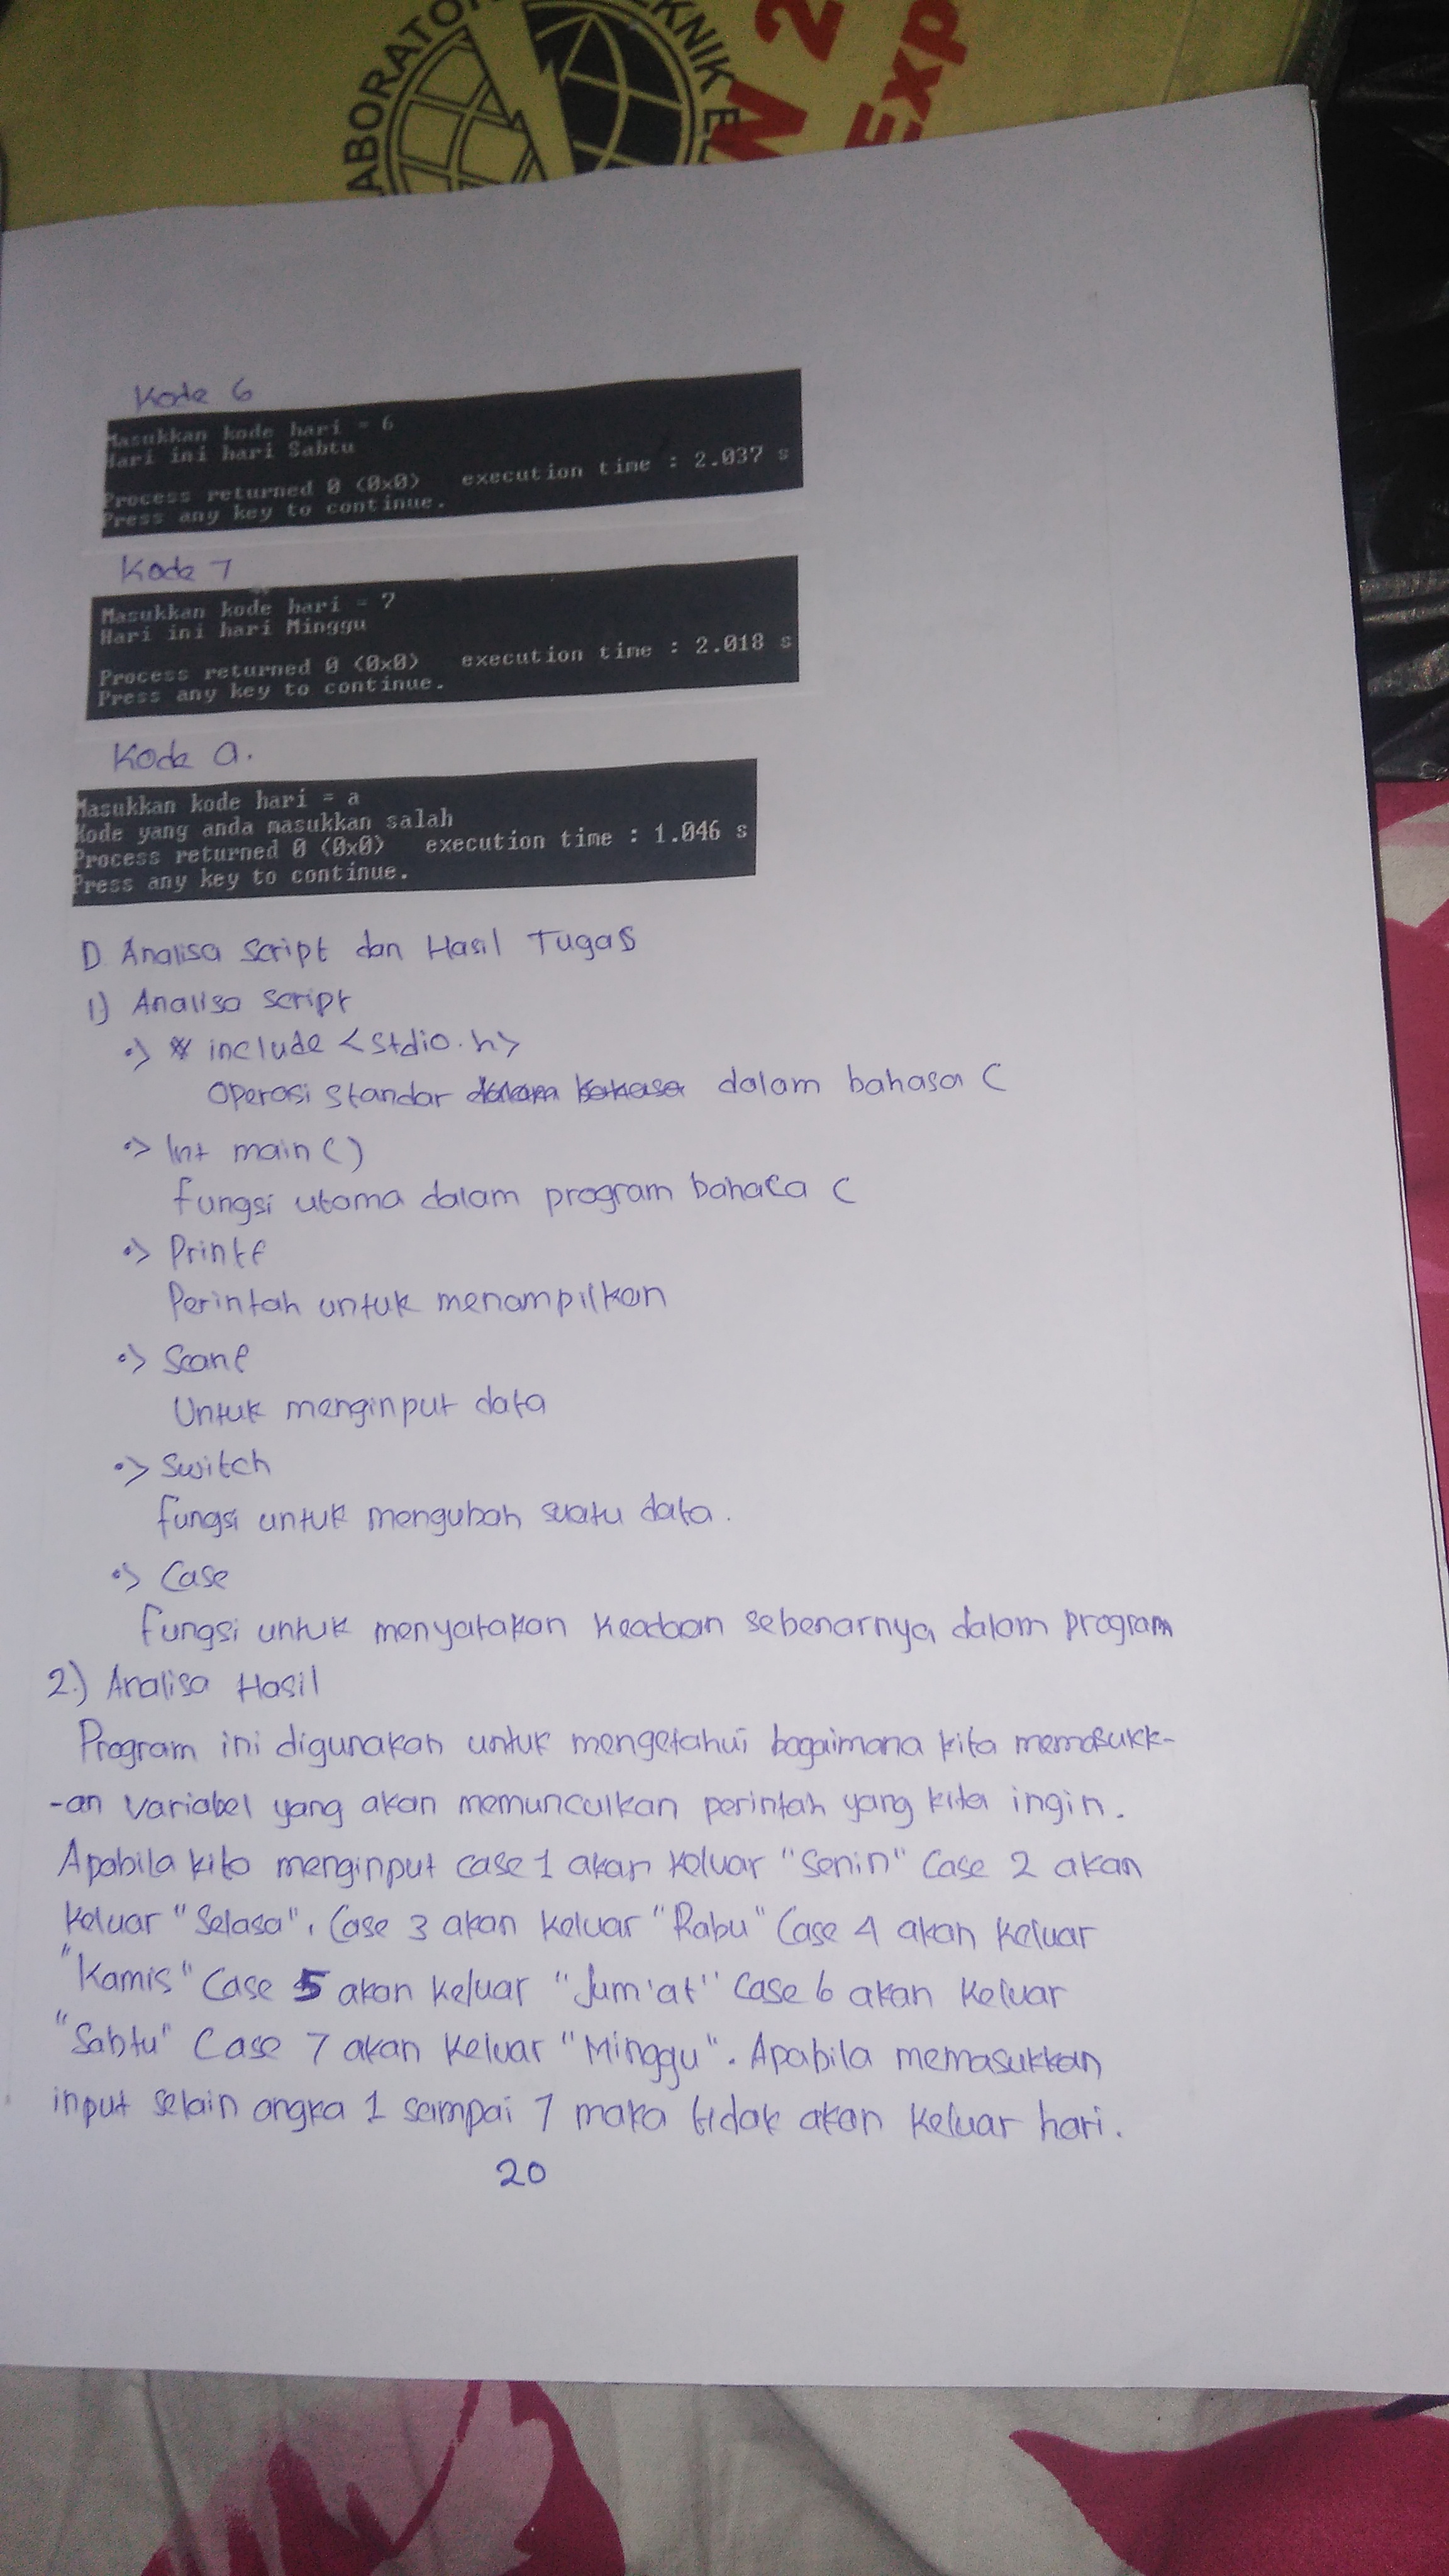 ABORATO
KNIK E
W 2
Exp
Kode 6
Masukkan kode hari = 6
Hari ini hari Sabtu
Process returned 0 (0x0) execution time : 2.037 s
Press any key to continue.
Kode 7
Masukkan kode hari = 7
Hari ini hari Minggu
Process returned 0 (0x0) execution time : 2.018 s
Press any key to continue.
Kode a.
Masukkan kode hari = a
Kode yang anda masukkan salah
Process returned 0 (0x0) execution time : 1.046 s
Press any key to continue.
D Analisa Script dan Hasil Tugas
1) Analisa script
•> # include <stdio.h>
Operasi standar dalam bahasa dalam bahasa C
•> Int main ()
fungsi utama dalam program bahasa C
•> Printf
Perintah untuk menampilkan
•> Scanf
Untuk menginput data
•> Switch
fungsi untuk mengubah suatu data.
•> Case
fungsi untuk menyatakan keadaan sebenarnya dalam program
2.) Analisa Hasil
Program ini digunakan untuk mengetahui bagaimana kita memasukk-
-an variabel yang akan memunculkan perintah yang kita ingin.
Apabila kita menginput case 1 akan keluar "Senin" Case 2 akan
keluar "Selasa", Case 3 akan keluar "Rabu" Case 4 akan keluar
"Kamis" Case 5 akan keluar "Jum'at" Case 6 akan keluar
"Sabtu" Case 7 akan keluar "Minggu". Apabila memasukkan
input selain angka 1 sampai 7 maka tidak akan keluar hari.
20